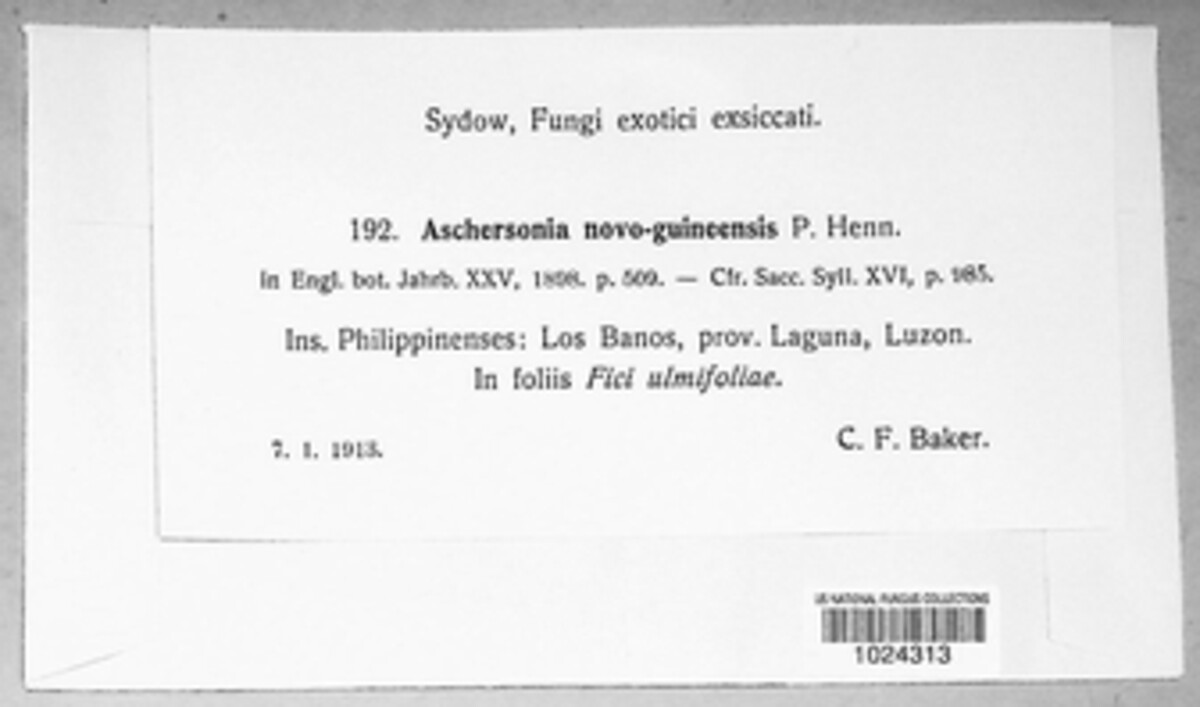 Sydow, Fungi exotici exsiccati.
192. Aschersonia novo-guineensis P. Henn.
in Engl. bot. Jahrb. XXV, 1898. p. 509. — Cfr. Sacc. Syll. XVI, p. 985.
Ins. Philippinenses: Los Banos, prov. Laguna, Luzon.
In foliis Fici ulmifoliae.
7. 1. 1913.
C. F. Baker.
US NATIONAL FUNGUS COLLECTIONS
1024313